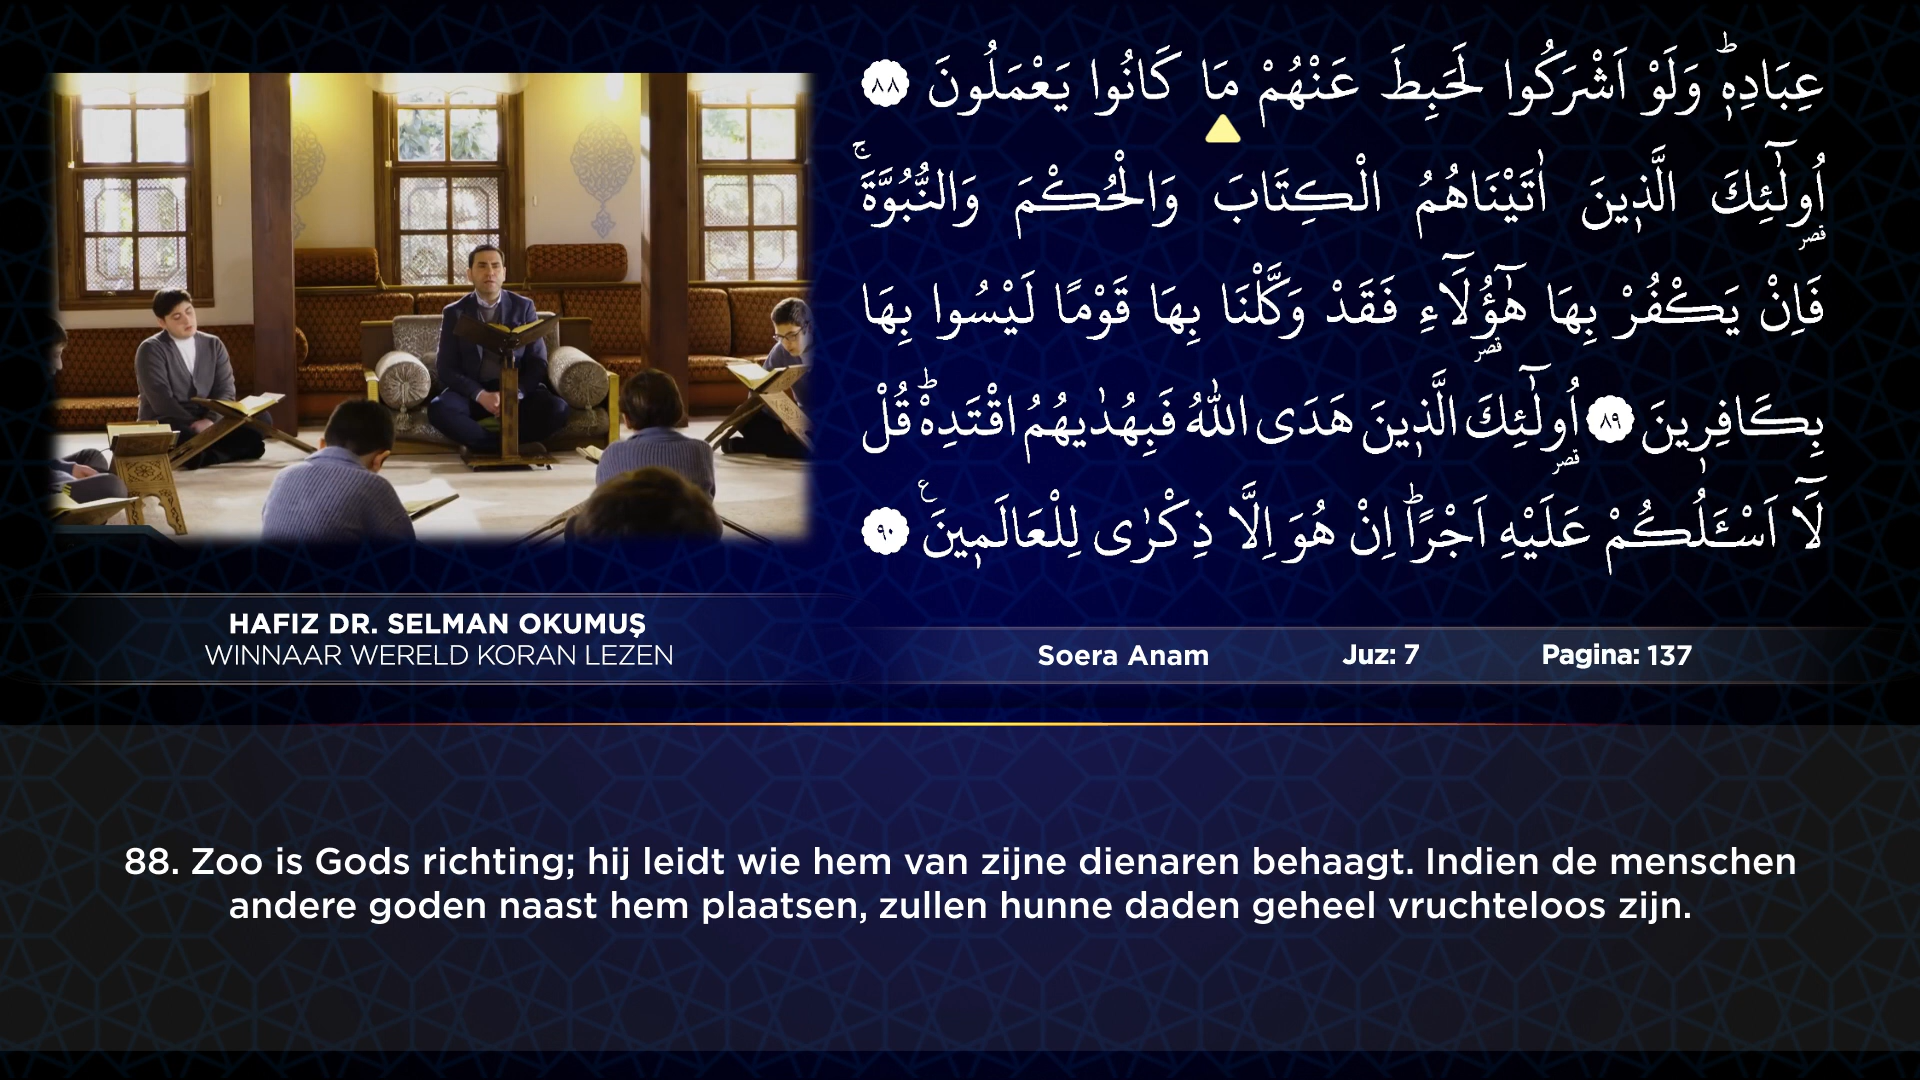 عِبَادِهٖۜ وَلَوْ اَشْرَكُوا لَحَبِطَ عَنْهُمْ مَا كَانُوا يَعْمَلُونَ ٨٨
اُو۬لٰٓئِكَ الَّذٖينَ اٰتَيْنَاهُمُ الْكِتَابَ وَالْحُكْمَ وَالنُّبُوَّةَۚ
قصر
فَاِنْ يَكْفُرْ بِهَا هٰٓؤُ۬لَٓاءِ فَقَدْ وَكَّلْنَا بِهَا قَوْمًا لَيْسُوا بِهَا
قصر
بِكَافِرٖينَ ٨٩ اُو۬لٰٓئِكَ الَّذٖينَ هَدَى اللّٰهُ فَبِهُدٰيهُمُ اقْتَدِهْۜ قُلْ
قصر
لَٓا اَسْـَٔلُكُمْ عَلَيْهِ اَجْرًاۜ اِنْ هُوَ اِلَّا ذِكْرٰى لِلْعَالَمٖينَࣖ ٩٠
HAFIZ DR. SELMAN OKUMUŞ
WINNAAR WERELD KORAN LEZEN
Soera Anam Juz: 7 Pagina: 137
88. Zoo is Gods richting; hij leidt wie hem van zijne dienaren behaagt. Indien de menschen
andere goden naast hem plaatsen, zullen hunne daden geheel vruchteloos zijn.